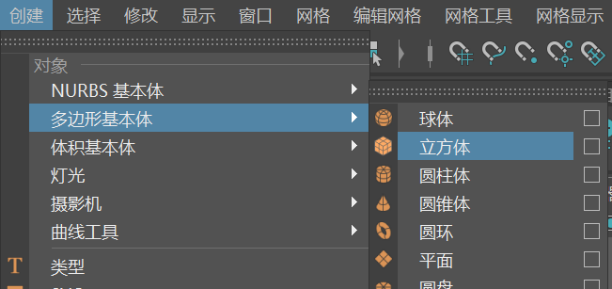 创建 选择 修改 显示 窗口 网格 编辑网格 网格工具 网格显示
对象
NURBS 基本体
多边形基本体
体积基本体
灯光
摄影机
曲线工具
T 类型
球体
立方体
圆柱体
圆锥体
圆环
平面
圆盘